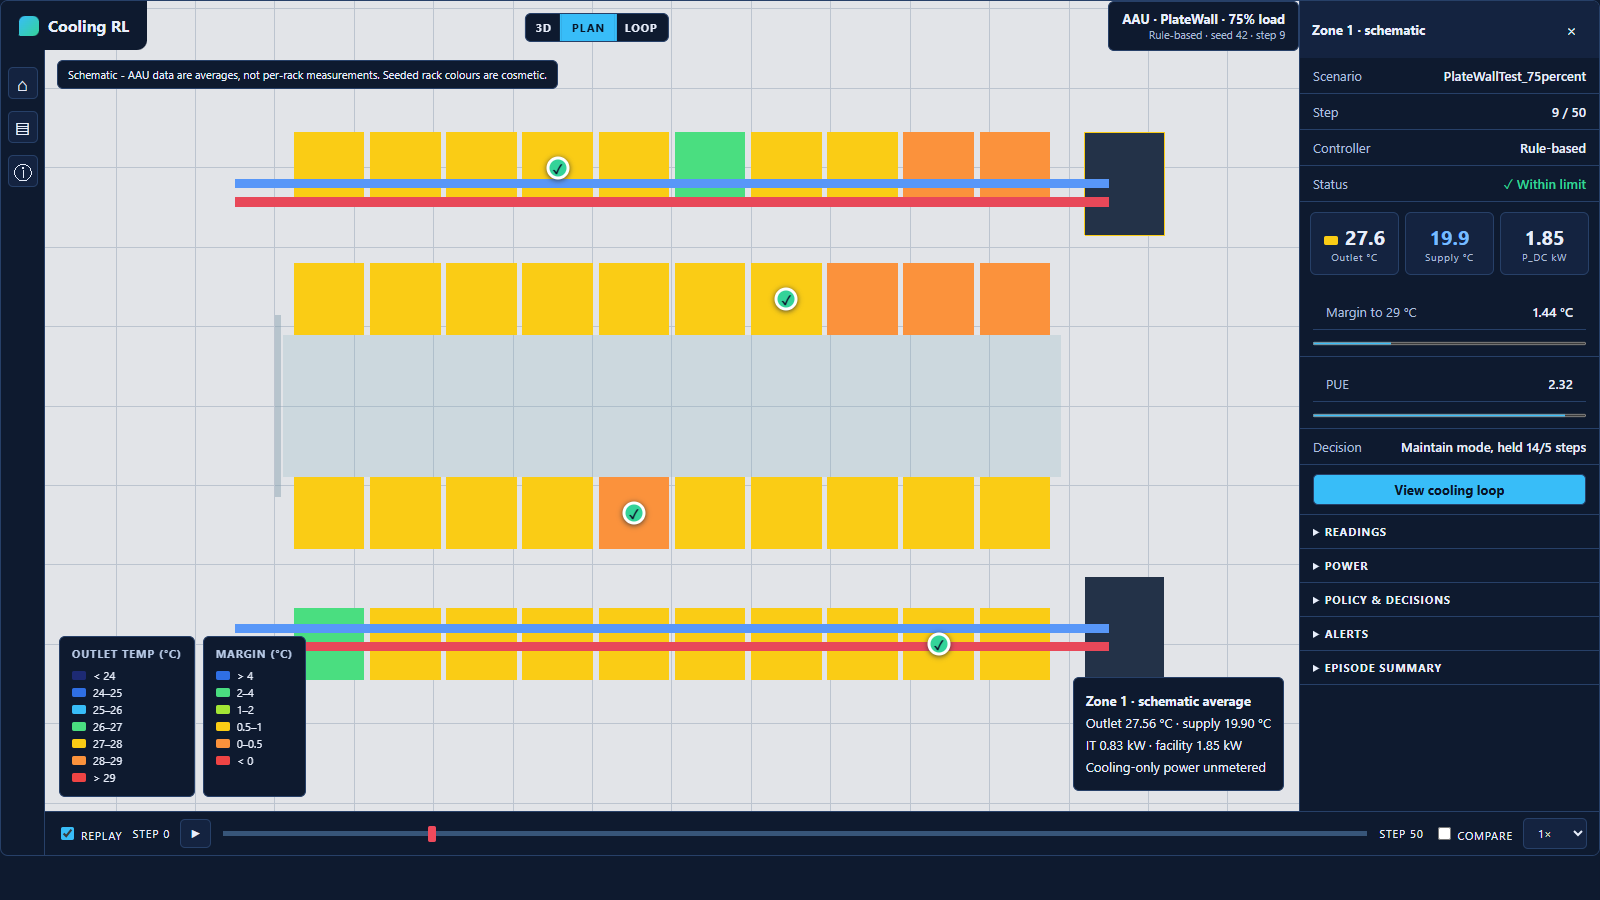 Cooling RL
3D PLAN LOOP
AAU · PlateWall · 75% load
Rule-based · seed 42 · step 9
Schematic - AAU data are averages, not per-rack measurements. Seeded rack colours are cosmetic.
OUTLET TEMP (°C)
< 24
24–25
25–26
26–27
27–28
28–29
> 29
MARGIN (°C)
> 4
2–4
1–2
0.5–1
0–0.5
< 0
Zone 1 · schematic average
Outlet 27.56 °C · supply 19.90 °C
IT 0.83 kW · facility 1.85 kW
Cooling-only power unmetered
Zone 1 · schematic ×
Scenario PlateWallTest_75percent
Step 9 / 50
Controller Rule-based
Status ✓ Within limit
27.6 19.9 1.85
Outlet °C Supply °C P_DC kW
Margin to 29 °C 1.44 °C
PUE 2.32
Decision Maintain mode, held 14/5 steps
View cooling loop
▸ READINGS
▸ POWER
▸ POLICY & DECISIONS
▸ ALERTS
▸ EPISODE SUMMARY
REPLAY STEP 0 STEP 50 COMPARE 1×